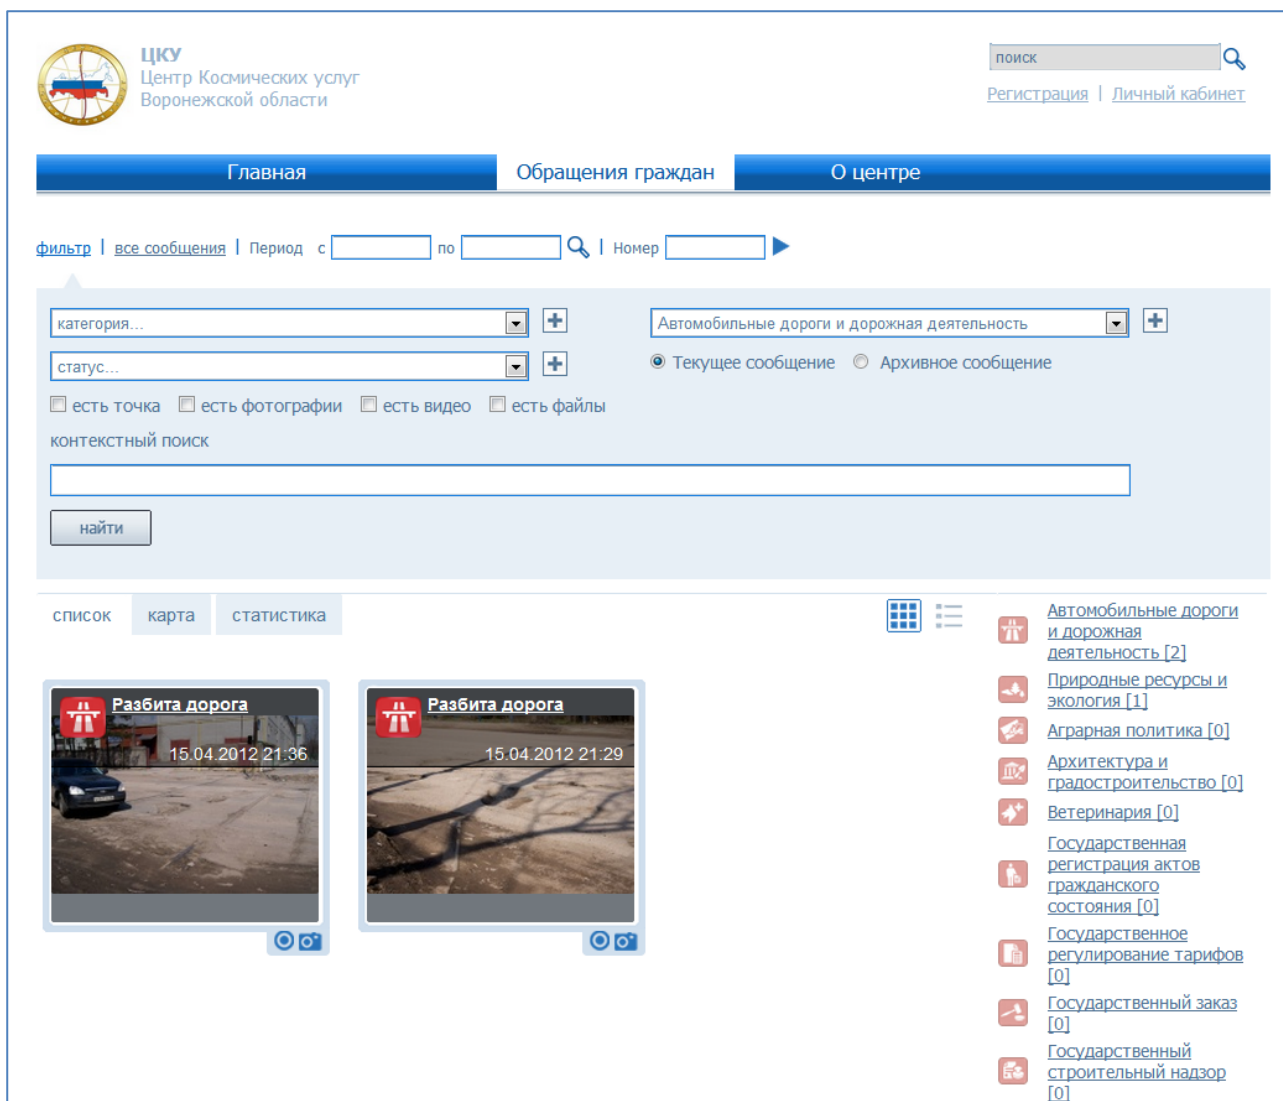 ЦКУ
Центр Космических услуг
Воронежской области
поиск
Регистрация | Личный кабинет
Главная
Обращения граждан
О центре
фильтр | все сообщения | Период с по | Номер
категория...
Автомобильные дороги и дорожная деятельность
статус...
Текущее сообщение Архивное сообщение
есть точка есть фотографии есть видео есть файлы
контекстный поиск
найти
список карта статистика
Разбита дорога
15.04.2012 21:36
Разбита дорога
15.04.2012 21:29
Автомобильные дороги
и дорожная
деятельность [2]
Природные ресурсы и
экология [1]
Аграрная политика [0]
Архитектура и
градостроительство [0]
Ветеринария [0]
Государственная
регистрация актов
гражданского
состояния [0]
Государственное
регулирование тарифов
[0]
Государственный заказ
[0]
Государственный
строительный надзор
[0]